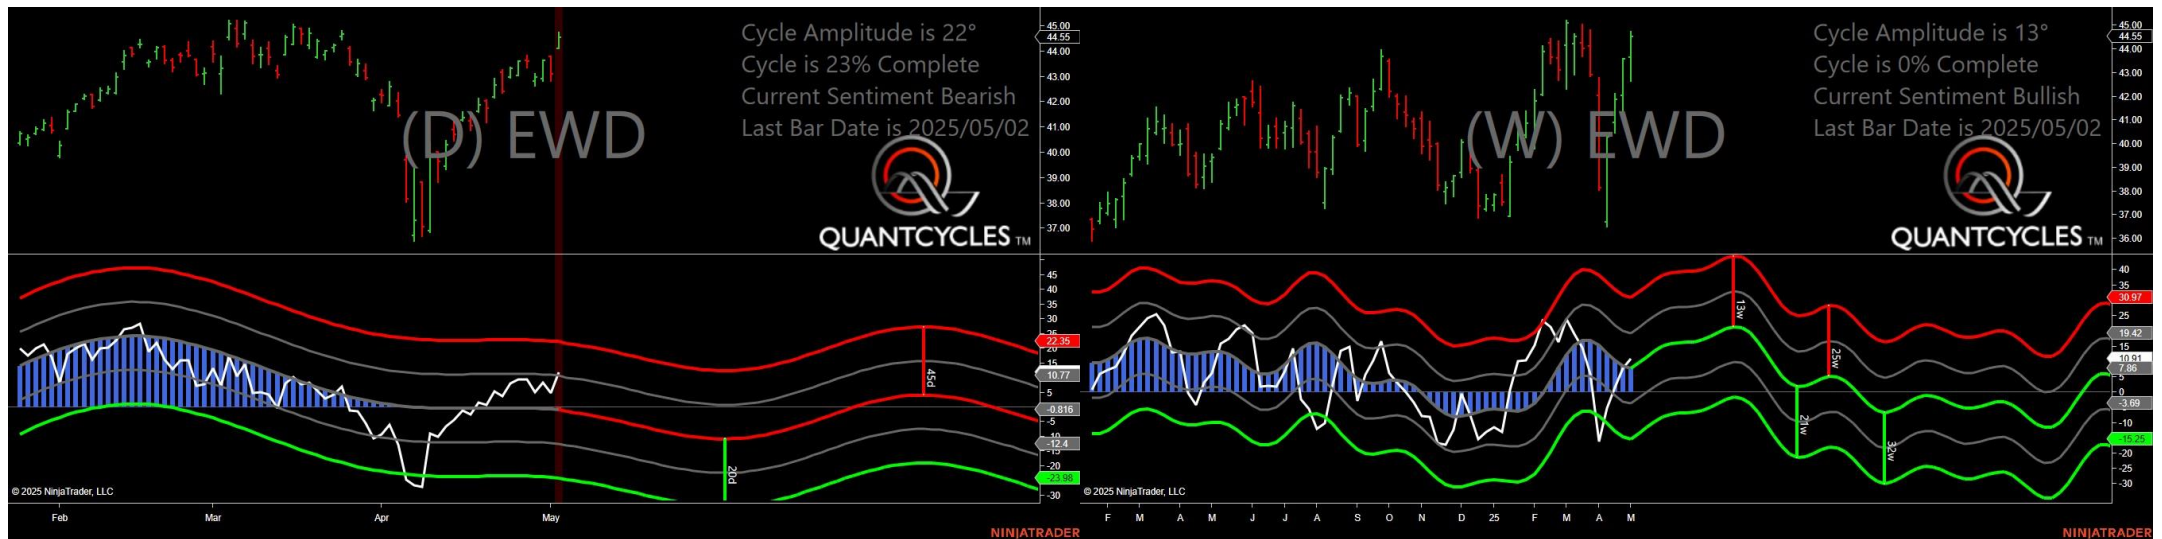 Cycle Amplitude is 22°
Cycle is 23% Complete
Current Sentiment Bearish
Last Bar Date is 2025/05/02
(D) EWD
QUANTCYCLES TM
45.00
44.55
44.00
43.00
42.00
41.00
40.00
39.00
38.00
37.00
45
40
35
30
25
22.35
20
15
10.77
5
-0.816
-5
-12.4
-15
-20
-23.98
-30
45d
20d
© 2025 NinjaTrader, LLC
Feb
Mar
Apr
May
NINJATRADER
Cycle Amplitude is 13°
Cycle is 0% Complete
Current Sentiment Bullish
Last Bar Date is 2025/05/02
(W) EWD
QUANTCYCLES TM
45.00
44.55
44.00
43.00
42.00
41.00
40.00
39.00
38.00
37.00
36.00
40
35
30.97
25
19.42
15
10.91
7.86
5
0
-3.69
-10
-15.25
-20
-25
-30
13w
25w
21w
32w
© 2025 NinjaTrader, LLC
F M A M J J A S O N D 25 F M A M
NINJATRADER